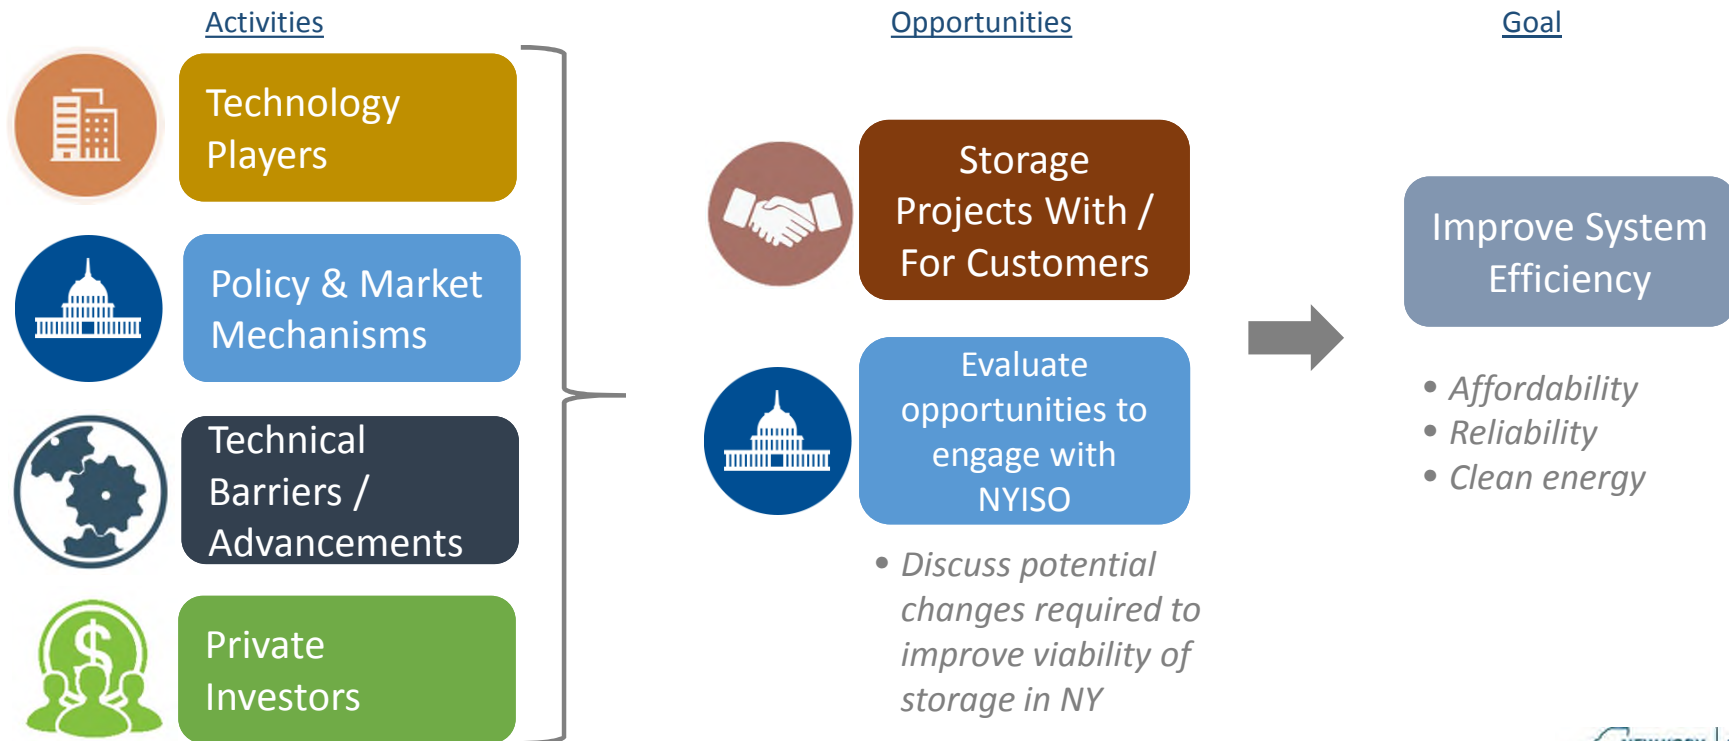 Activities
Technology
Players
Policy & Market
Mechanisms
Technical
Barriers /
Advancements
Private
Investors
Opportunities
Storage
Projects With /
For Customers
Evaluate
opportunities to
engage with
NYISO
• Discuss potential
changes required to
improve viability of
storage in NY
Goal
Improve System
Efficiency
• Affordability
• Reliability
• Clean energy